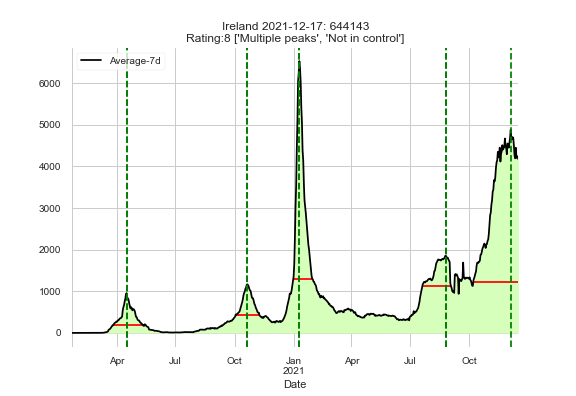 Ireland 2021-12-17: 644143
Rating:8 ['Multiple peaks', 'Not in control']
Average-7d
6000
5000
4000
3000
2000
1000
0
Apr Jul Oct Jan Apr Jul Oct
2021
Date